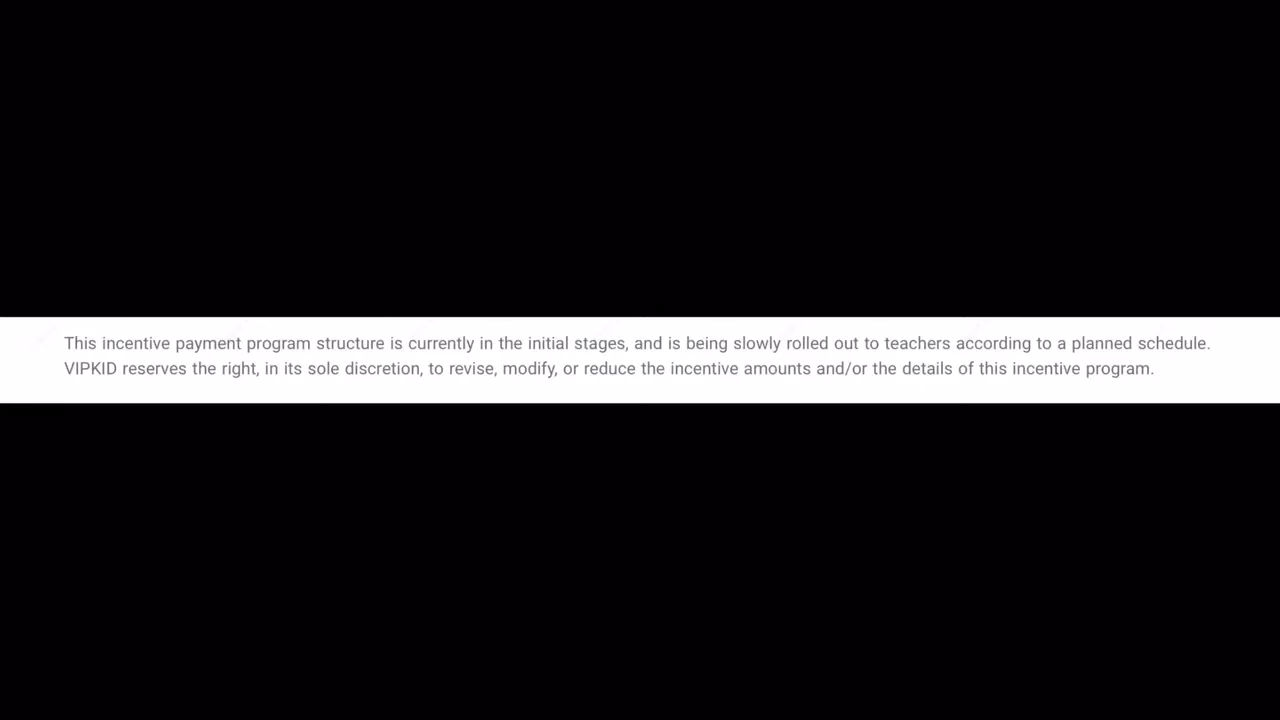 This incentive payment program structure is currently in the initial stages, and is being slowly rolled out to teachers according to a planned schedule.
VIPKID reserves the right, in its sole discretion, to revise, modify, or reduce the incentive amounts and/or the details of this incentive program.